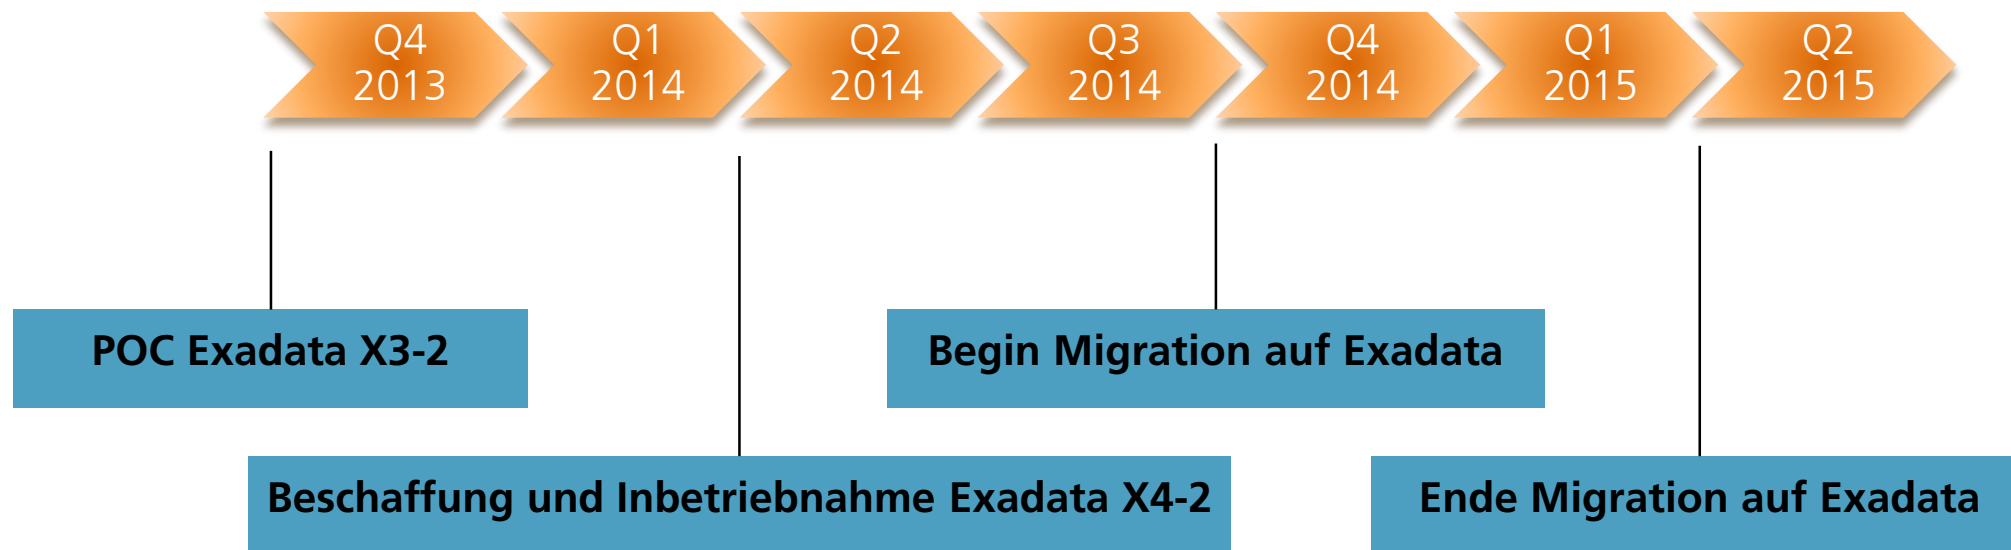 Q4
2013
Q1
2014
Q2
2014
Q3
2014
Q4
2014
Q1
2015
Q2
2015
POC Exadata X3-2
Begin Migration auf Exadata
Beschaffung und Inbetriebnahme Exadata X4-2
Ende Migration auf Exadata